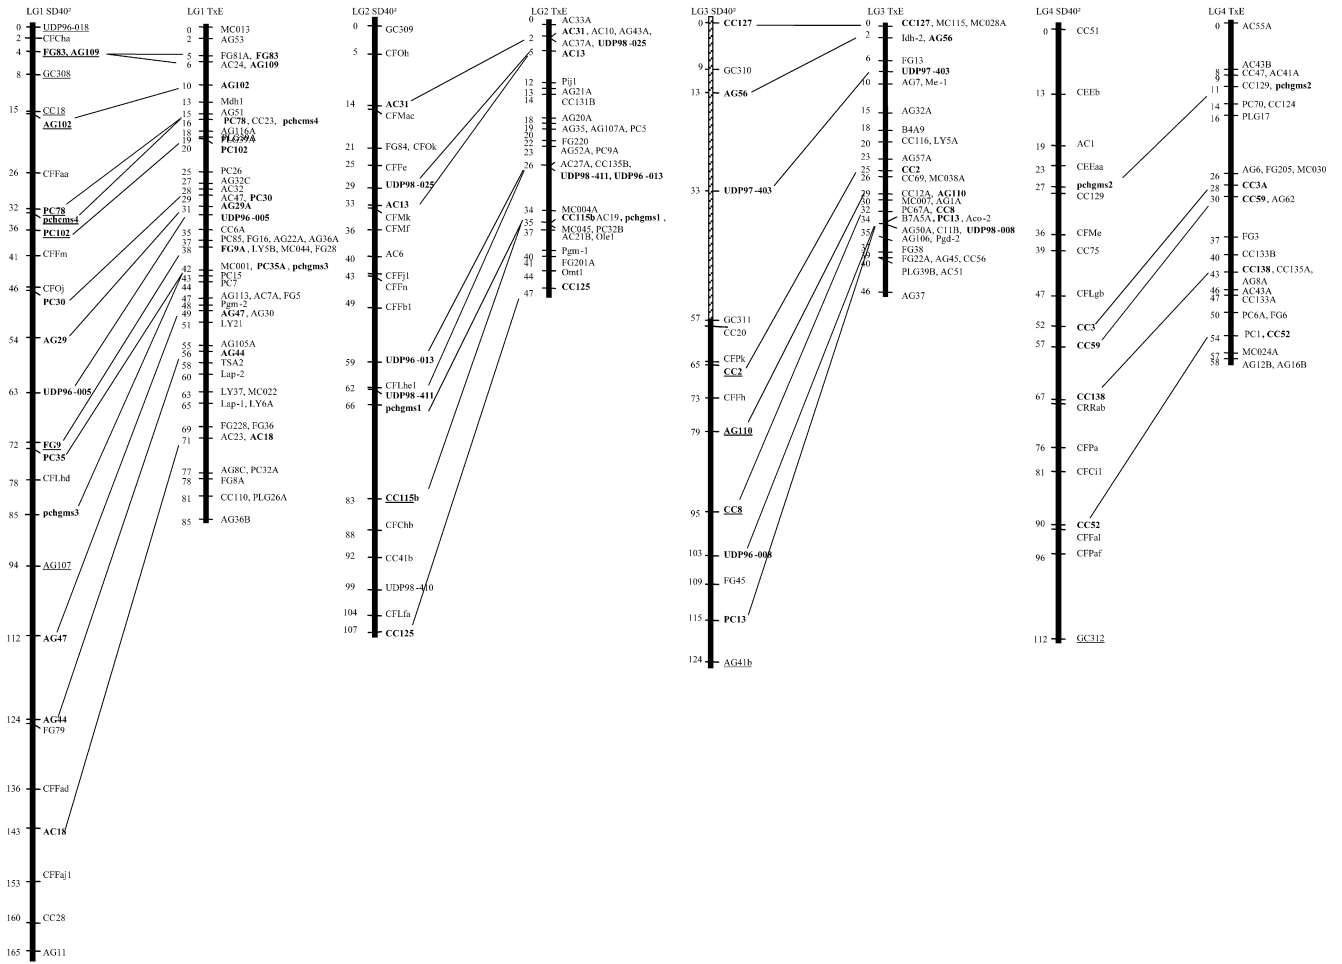 LG1 SD40²
0 UDP96-018
2 CFCha
4 FG83, AG109
8 GC308
15 CC18
AG102
26 CFFaa
32 PC78
pchcms4
36 PC102
41 CFFm
46 CFOj
PC30
54 AG29
63 UDP96-005
72 FG9
PC35
78 CFLhd
85 pchgms3
94 AG107
112 AG47
124 AG44
FG79
136 CFFad
143 AC18
153 CFFaj1
160 CC28
165 AG11
LG1 TxE
0 MC013
2 AG53
5 FG81A, FG83
6 AC24, AG109
10 AG102
13 Mdh1
15 AG51
16 PC78, CC23, pchcms4
18 AG116A
19
20 PC102
25 PC26
27 AG32C
28 AC32
29 AC47, PC30
31 AG29A
UDP96-005
35 CC6A
37 PC85, FG16, AG22A, AG36A
38 FG9A, LY5B, MC044, FG28
42 MC001, PC35A, pchgms3
43 PC15
44 PC7
47 AG113, AC7A, FG5
48 Pgm-2
49 AG47, AG30
51 LY21
55 AG105A
56 AG44
58 TSA2
60 Lap-2
63 LY37, MC022
65 Lap-1, LY6A
69 FG228, FG36
71 AC23, AC18
77 AG8C, PC32A
78 FG8A
81 CC110, PLG26A
85 AG36B
LG2 SD40²
0 GC309
5 CFOh
14 AC31
CFMac
21 FG84, CFOk
25 CFFe
29 UDP98-025
33 AC13
CFMk
36 CFMf
40 AC6
43 CFFj1
CFFn
49 CFFb1
59 UDP96-013
62 CFLhe1
UDP98-411
66 pchgms1
83 CC115b
88 CFChb
92 CC41b
99 UDP98-410
104 CFLfa
107 CC125
LG2 TxE
0 AC33A
2 AC31, AC10, AG43A,
AC37A, UDP98-025
5 AC13
12 Pij1
13 AG21A
14 CC131B
18 AG20A
19 AG35, AG107A, PC5
20
22 FG220
23 AG52A, PC9A
26 AC27A, CC135B,
UDP98-411, UDP96-013
34 MC004A
35 CC115b AC19, pchgms1 ,
37 MC045, PC32B
AC21B, Ole1
40 Pgm-1
41 FG201A
44 Omt1
47 CC125
LG3 SD40²
0 CC127
9 GC310
13 AG56
33 UDP97-403
57 GC311
CC20
CFPk
65 CC2
73 CFFh
79 AG110
95 CC8
103 UDP96-008
109 FG45
115 PC13
124 AG41b
LG3 TxE
0 CC127, MC115, MC028A
2 Idh-2, AG56
6 FG13
8 UDP97-403
10 AG7, Me-1
15 AG32A
18 B4A9
20 CC116, LY5A
23 AG57A
25 CC2
26 CC69, MC038A
29 CC12A, AG110
30 MC007, AG1A
32 PC67A, CC8
34 B7A5A, PC13, Aco-2
35 AG50A, C11B, UDP98-008
AG106, Pgd-2
FG38
FG22A, AG45, CC56
40 PLG39B, AC51
46 AG37
LG4 SD40²
0 CC51
13 CEEb
19 AC1
23 CEEaa
27 pchgms2
CC129
36 CFMe
39 CC75
47 CFLgb
52 CC3
57 CC59
67 CC138
CRRab
76 CFPa
81 CFCi1
90 CC52
CFFal
96 CFPaf
112 GC312
LG4 TxE
0 AC55A
AC43B
8 CC47, AC41A
9
11 CC129, pchgms2
14 PC70, CC124
16 PLG17
26 AG6, FG205, MC030
28 CC3A
30 CC59, AG62
37 FG3
40 CC133B
43 CC138, CC135A,
AG8A
46 AC43A
47 CC133A
50 PC6A, FG6
54 PC1, CC52
57 MC024A
58 AG12B, AG16B